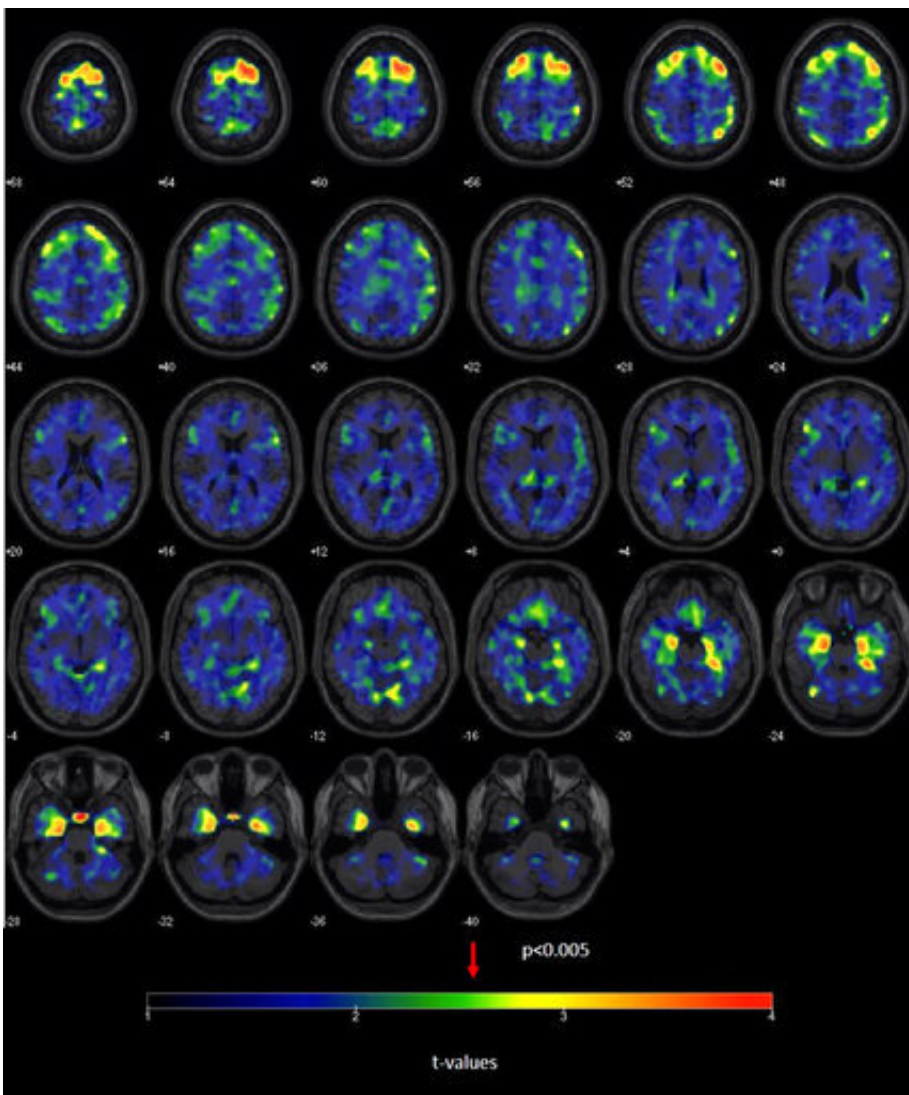 +68 +64 +60 +56 +52 +48
+44 +40 +36 +32 +28 +24
+20 +16 +12 +8 +4 +0
-4 -8 -12 -16 -20 -24
-28 -32 -36 -40
p<0.005
1 2 3 4
t-values